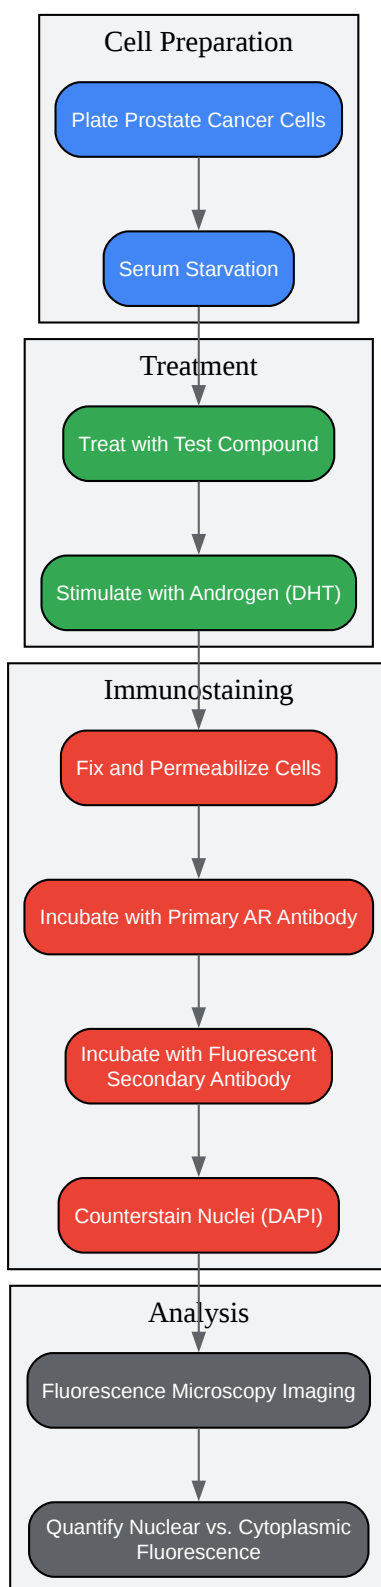 Cell Preparation
Plate Prostate Cancer Cells
Serum Starvation
Treatment
Treat with Test Compound
Stimulate with Androgen (DHT)
Immunostaining
Fix and Permeabilize Cells
Incubate with Primary AR Antibody
Incubate with Fluorescent
Secondary Antibody
Counterstain Nuclei (DAPI)
Analysis
Fluorescence Microscopy Imaging
Quantify Nuclear vs. Cytoplasmic
Fluorescence